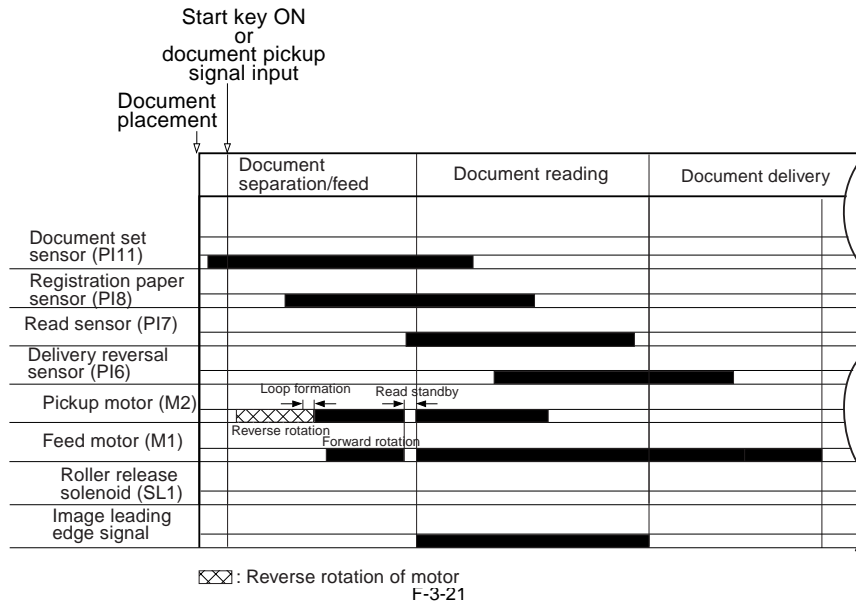 Start key ON
or
document pickup
signal input
Document
placement
Document
separation/feed
Document reading
Document delivery
Document set
sensor (PI11)
Registration paper
sensor (PI8)
Read sensor (PI7)
Delivery reversal
sensor (PI6)
Loop formation
Read standby
Pickup motor (M2)
Reverse rotation
Feed motor (M1)
Forward rotation
Roller release
solenoid (SL1)
Image leading
edge signal
: Reverse rotation of motor
F-3-21